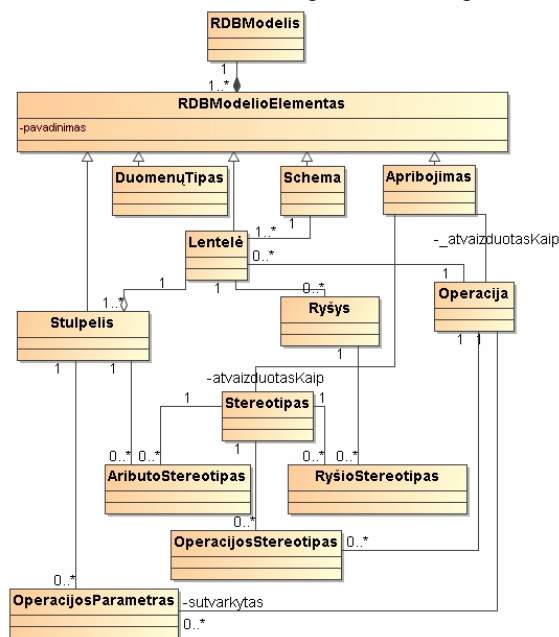 RDBModelis
1
1..*
RDBModelioElementas
-pavadinimas
DuomenųTipas
Schema
Apribojimas
1..*
1
Lentelė
0..*
-_atvaizduotasKaip
1
1
0..*
1
1..*
Operacija
Stulpelis
Ryšys
1
1
1
1
1
-atvaizduotasKaip
1
Stereotipas
1
1
0..*
0..*
0..*
0..*
AributoStereotipas
RyšioStereotipas
0..*
OperacijosStereotipas
0..*
0..*
OperacijosParametras
-sutvarkytas
0..*